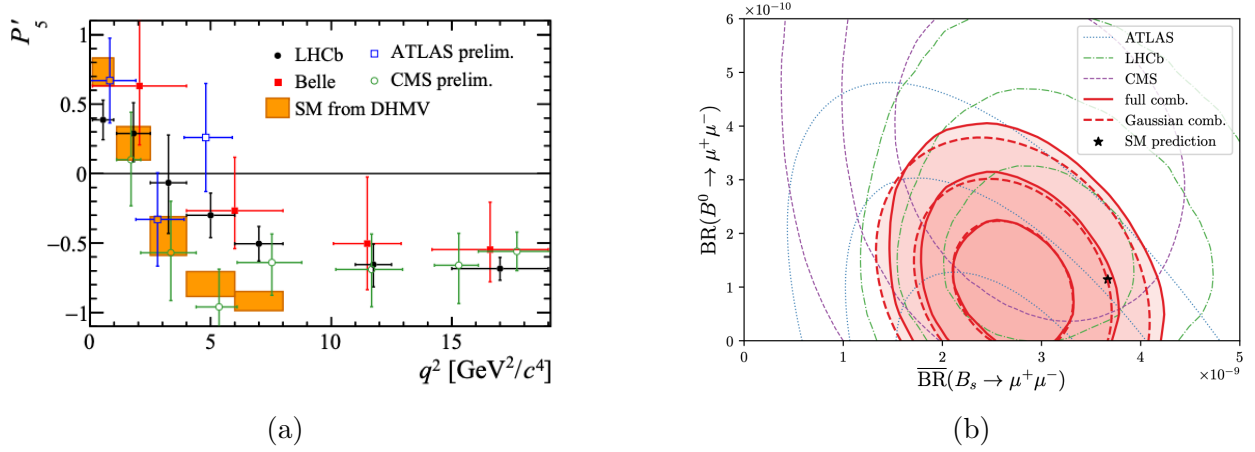 P′5
1
0.5
0
−0.5
−1
LHCb
Belle
SM from DHMV
ATLAS prelim.
CMS prelim.
0 5 10 15
q² [GeV²/c⁴]
(a)
×10⁻¹⁰
6
5
4
3
2
1
0
BR(B⁰ → μ⁺μ⁻)
ATLAS
LHCb
CMS
full comb.
Gaussian comb.
SM prediction
0 1 2 3 4 5
×10⁻⁹
B̅R̅(Bₛ → μ⁺μ⁻)
(b)